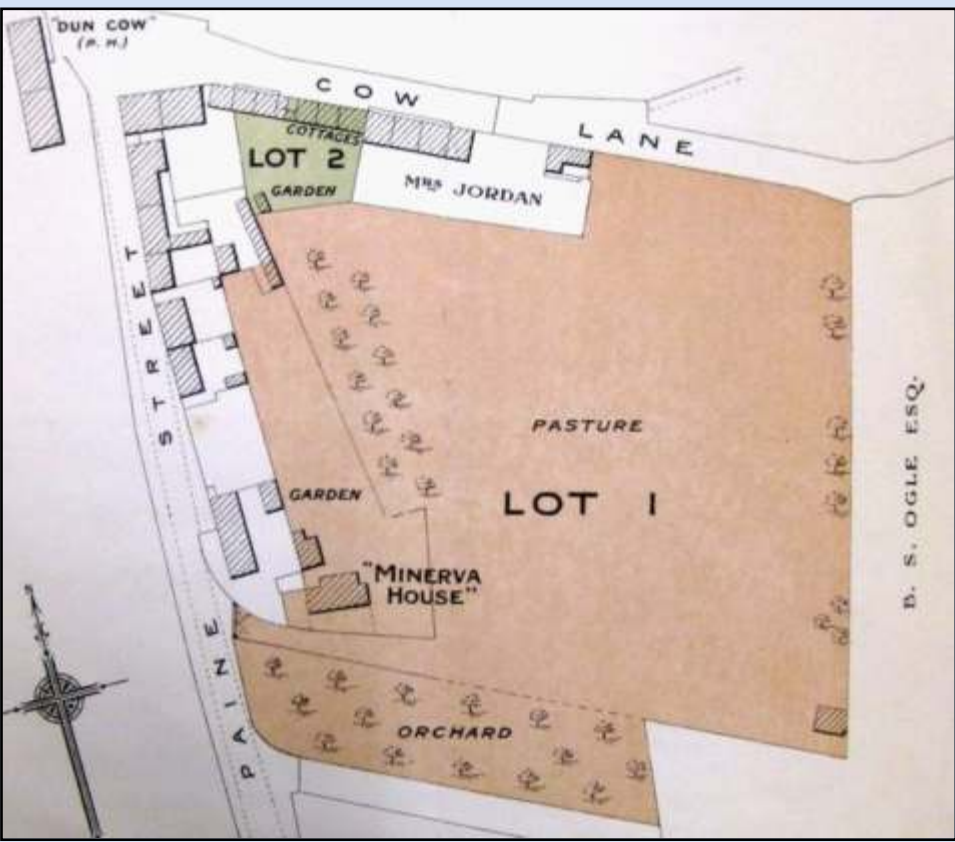 "DUN COW"
(P. H.)
COW LANE
COTTAGES
LOT 2
GARDEN
MRS JORDAN
PAINE STREET
PASTURE
LOT 1
GARDEN
"MINERVA
HOUSE"
B. S. OGLE ESQ.
ORCHARD